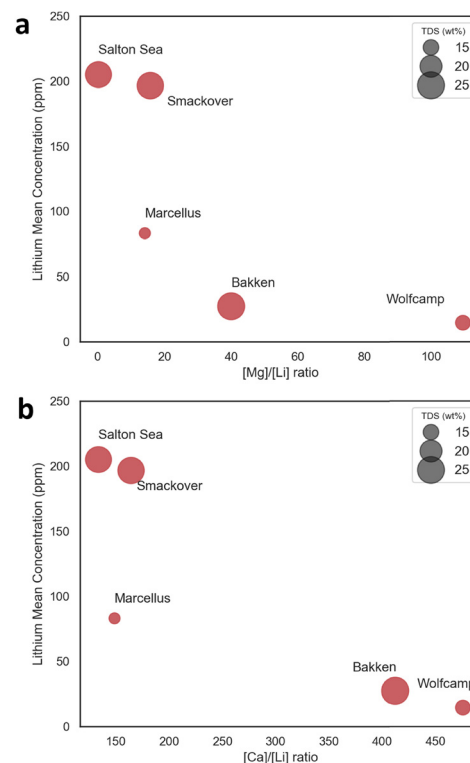 a
250
200
150
100
50
0
Lithium Mean Concentration (ppm)
Salton Sea
Smackover
Marcellus
Bakken
Wolfcamp
TDS (wt%)
15
20
25
0 20 40 60 80 100
[Mg]/[Li] ratio
b
250
200
150
100
50
0
Lithium Mean Concentration (ppm)
Salton Sea
Smackover
Marcellus
Bakken
Wolfcamp
TDS (wt%)
15
20
25
150 200 250 300 350 400 450
[Ca]/[Li] ratio